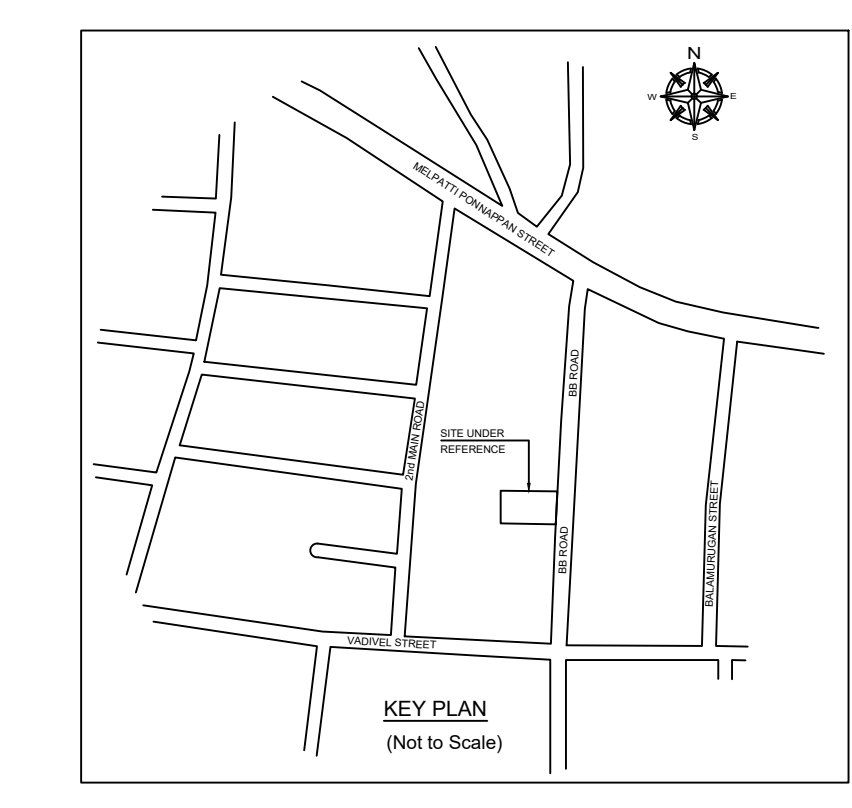 N
W
E
S
MELPATTI PONNAPPAN STREET
BB ROAD
2nd MAIN ROAD
SITE UNDER
REFERENCE
BB ROAD
BALAMURUGAN STREET
VADIVEL STREET
KEY PLAN
(Not to Scale)